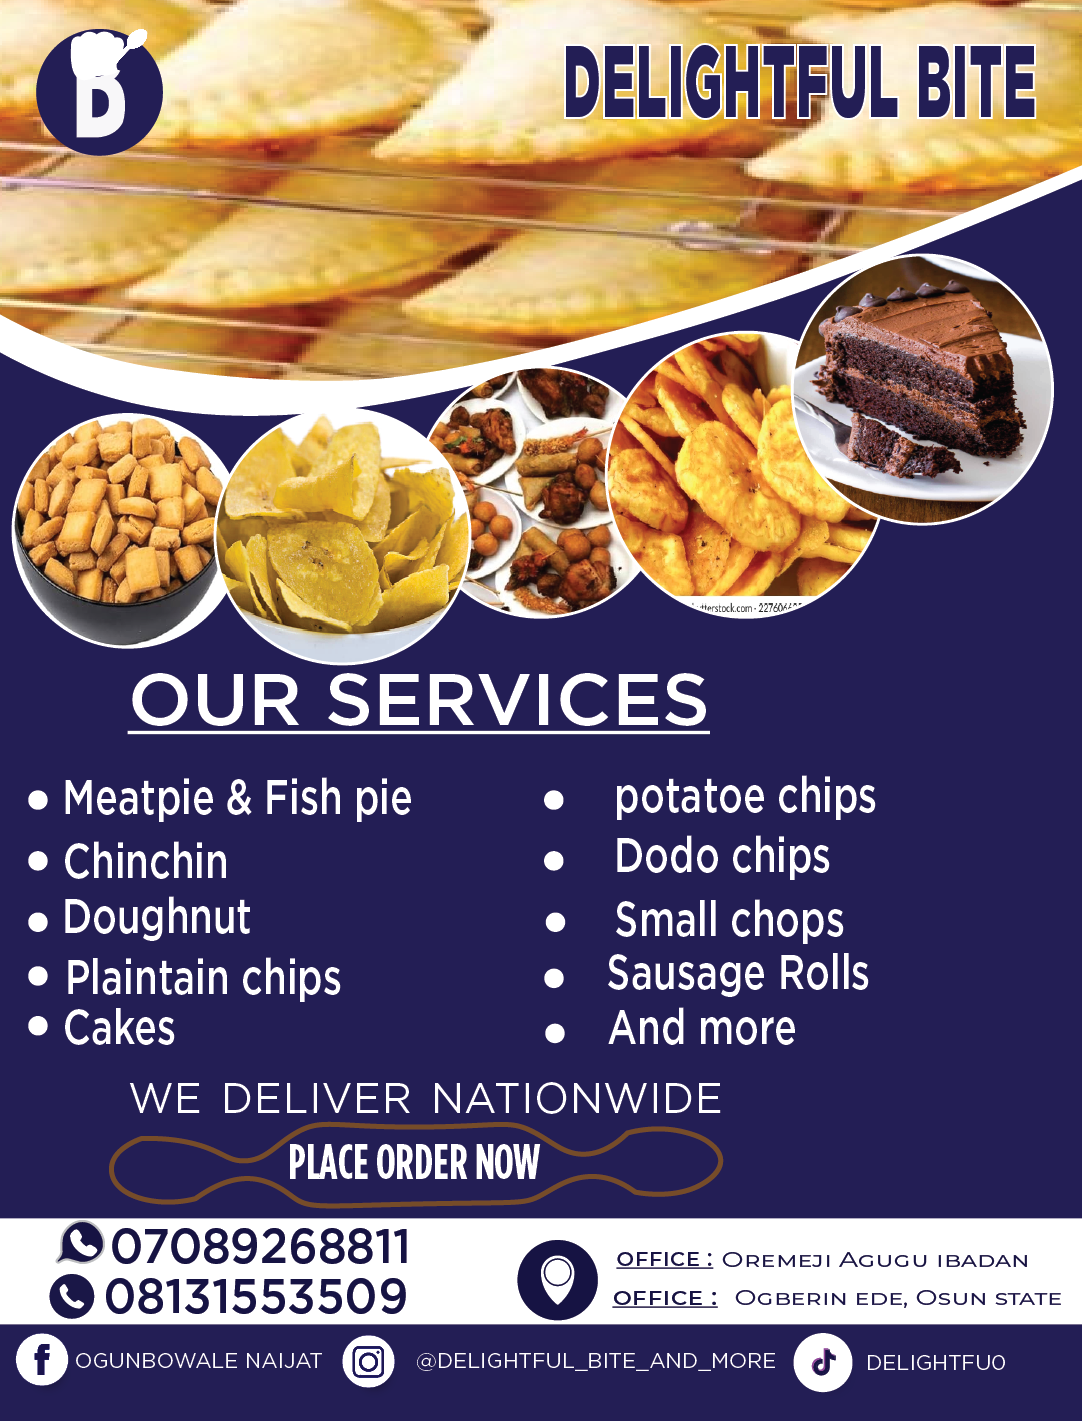 D
DELIGHTFUL BITE
OUR SERVICES
Meatpie & Fish pie
Chinchin
Doughnut
Plaintain chips
Cakes
potatoe chips
Dodo chips
Small chops
Sausage Rolls
And more
WE DELIVER NATIONWIDE
PLACE ORDER NOW
07089268811
08131553509
OFFICE : OREMEJI AGUGU IBADAN
OFFICE : OGBERIN EDE, OSUN STATE
OGUNBOWALE NAIJAT
@DELIGHTFUL_BITE_AND_MORE
DELIGHTFU0